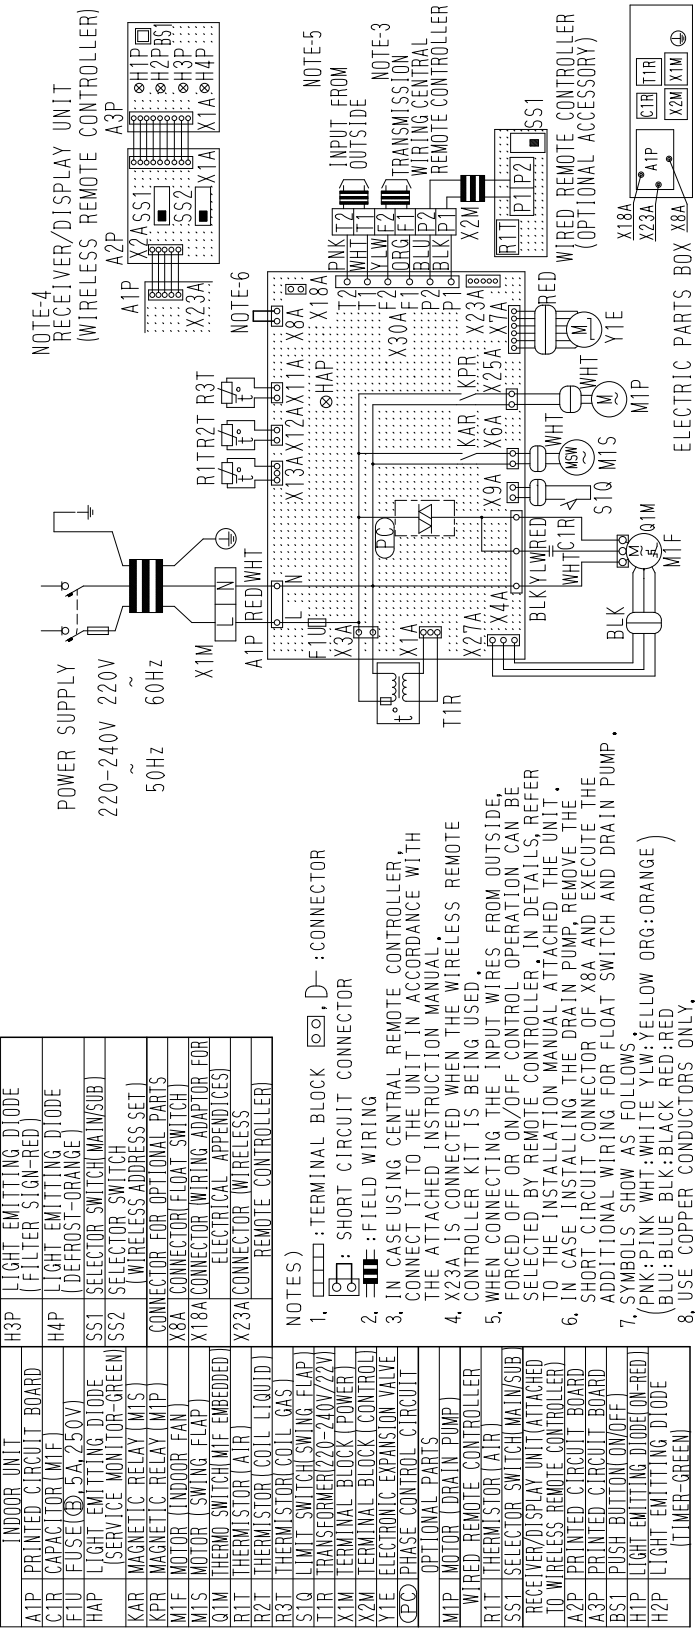 INDOOR UNIT
A1P PRINTED CIRCUIT BOARD
C1R CAPACITOR(M1F)
F1U FUSE(Ⓑ,5A,250V)
HAP LIGHT EMITTING DIODE
(SERVICE MONITOR-GREEN)
KAR MAGNETIC RELAY(M1S)
KPR MAGNETIC RELAY(M1P)
M1F MOTOR (INDOOR FAN)
M1S MOTOR (SWING FLAP)
Q1M THERMO SWITCH(M1F EMBEDDED)
R1T THERMISTOR(AIR)
R2T THERMISTOR(COIL LIQUID)
R3T THERMISTOR(COIL GAS)
S1Q LIMIT SWITCH(SWING FLAP)
T1R TRANSFORMER(220-240V/22V)
X1M TERMINAL BLOCK(POWER)
X2M TERMINAL BLOCK(CONTROL)
Y1E ELECTRONIC EXPANSION VALVE
PC PHASE CONTROL CIRCUIT
OPTIONAL PARTS
M1P MOTOR(DRAIN PUMP)
WIRED REMOTE CONTROLLER
R1T THERMISTOR(AIR)
SS1 SELECTOR SWITCH(MAIN/SUB)
RECEIVER/DISPLAY UNIT(ATTACHED
TO WIRELESS REMOTE CONTROLLER)
A2P PRINTED CIRCUIT BOARD
A3P PRINTED CIRCUIT BOARD
BS1 PUSH BUTTON(ON/OFF)
H1P LIGHT EMITTING DIODE(ON-RED)
H2P LIGHT EMITTING DIODE
(TIMER-GREEN)
H3P LIGHT EMITTING DIODE
(FILTER SIGN-RED)
H4P LIGHT EMITTING DIODE
(DEFROST-ORANGE)
SS1 SELECTOR SWITCH(MAIN/SUB)
SS2 SELECTOR SWITCH
(WIRELESS ADDRESS SET)
CONNECTOR FOR OPTIONAL PARTS
X8A CONNECTOR(FLOAT SWITCH)
X18A CONNECTOR(WIRING ADAPTOR FOR
ELECTRICAL APPENDICES)
X23A CONNECTOR(WIRELESS
REMOTE CONTROLLER)
NOTES)
1. :TERMINAL BLOCK , :CONNECTOR
: SHORT CIRCUIT CONNECTOR
2. :FIELD WIRING
3. IN CASE USING CENTRAL REMOTE CONTROLLER,
CONNECT IT TO THE UNIT IN ACCORDANCE WITH
THE ATTACHED INSTRUCTION MANUAL.
4. X23A IS CONNECTED WHEN THE WIRELESS REMOTE
CONTROLLER KIT IS BEING USED.
5. WHEN CONNECTING THE INPUT WIRES FROM OUTSIDE,
FORCED OFF OR ON/OFF CONTROL OPERATION CAN BE
SELECTED BY REMOTE CONTROLLER. IN DETAILS, REFER
TO THE INSTALLATION MANUAL ATTACHED THE UNIT.
6. IN CASE INSTALLING THE DRAIN PUMP, REMOVE THE
SHORT CIRCUIT CONNECTOR OF X8A AND EXECUTE THE
ADDITIONAL WIRING FOR FLOAT SWITCH AND DRAIN PUMP.
7. SYMBOLS SHOW AS FOLLOWS.
(PNK:PINK WHT:WHITE YLW:YELLOW ORG:ORANGE
BLU:BLUE BLK:BLACK RED:RED)
8. USE COPPER CONDUCTORS ONLY.
POWER SUPPLY
220-240V 220V
~ ~
50Hz 60Hz
X1M
L N
A1P RED WHT
L N
F1U
X3A
X1A
X27A
t°
T1R
R1T R2T R3T
t° t° t°
X13A X12A X11A
NOTE-6
X8A
X18A
HAP
PC
KAR
KPR
X4A
X9A
X6A
X25A
X7A
X23A
X30A
T2
T1
F2
F1
P2
P1
PNK
WHT
YLW
ORG
BLU
BLK
T2
T1
F2
F1
P2
P1
X2M
BLK YLW RED
WHT C1R
S1Q
WHT
MSW
~
M1S
WHT
M
~
M1P
RED
M
Y1E
BLK
M
~
Q1M
M1F
NOTE-4
RECEIVER/DISPLAY UNIT
(WIRELESS REMOTE CONTROLLER)
A1P
X23A
A2P
X2A
SS1
SS2
X1A
A3P
X1A
H1P
H2P
H3P
H4P
BS1
NOTE-5
INPUT FROM
OUTSIDE
NOTE-3
TRANSMISSION
WIRING CENTRAL
REMOTE CONTROLLER
R1T
P1 P2
SS1
WIRED REMOTE CONTROLLER
(OPTIONAL ACCESSORY)
X18A
X23A
X8A
A1P
C1R
T1R
X2M
X1M
ELECTRIC PARTS BOX